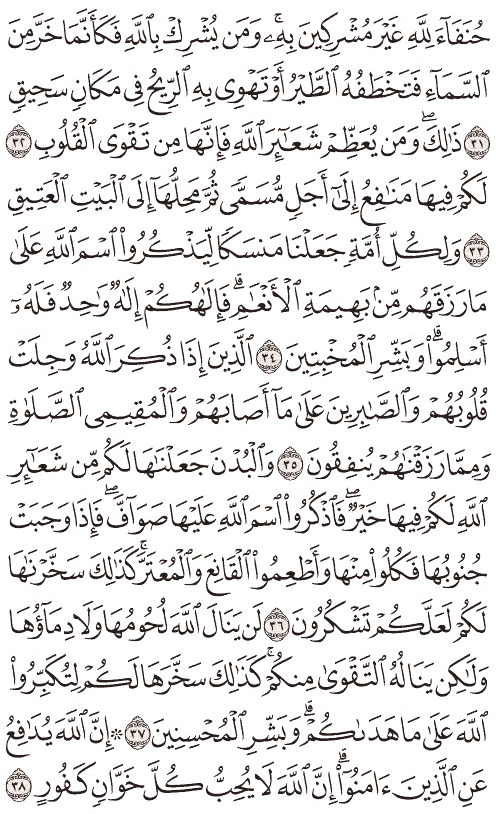 حُنَفَآءَ لِلَّهِ غَيْرَ مُشْرِكِينَ بِهِۦۚ وَمَن يُشْرِكْ بِٱللَّهِ فَكَأَنَّمَا خَرَّ مِنَ
ٱلسَّمَآءِ فَتَخْطَفُهُ ٱلطَّيْرُ أَوْ تَهْوِى بِهِ ٱلرِّيحُ فِى مَكَانٍ سَحِيقٍ
٣١ ذَٰلِكَۖ وَمَن يُعَظِّمْ شَعَٰٓئِرَ ٱللَّهِ فَإِنَّهَا مِن تَقْوَى ٱلْقُلُوبِ ٣٢
لَكُمْ فِيهَا مَنَٰفِعُ إِلَىٰٓ أَجَلٍ مُّسَمًّى ثُمَّ مَحِلُّهَآ إِلَى ٱلْبَيْتِ ٱلْعَتِيقِ
٣٣ وَلِكُلِّ أُمَّةٍ جَعَلْنَا مَنسَكًا لِّيَذْكُرُوا۟ ٱسْمَ ٱللَّهِ عَلَىٰ
مَا رَزَقَهُم مِّنۢ بَهِيمَةِ ٱلْأَنْعَٰمِۗ فَإِلَٰهُكُمْ إِلَٰهٌ وَٰحِدٌ فَلَهُۥٓ
أَسْلِمُوا۟ۗ وَبَشِّرِ ٱلْمُخْبِتِينَ ٣٤ ٱلَّذِينَ إِذَا ذُكِرَ ٱللَّهُ وَجِلَتْ
قُلُوبُهُمْ وَٱلصَّٰبِرِينَ عَلَىٰ مَآ أَصَابَهُمْ وَٱلْمُقِيمِى ٱلصَّلَوٰةِ
وَمِمَّا رَزَقْنَٰهُمْ يُنفِقُونَ ٣٥ وَٱلْبُدْنَ جَعَلْنَٰهَا لَكُم مِّن شَعَٰٓئِرِ
ٱللَّهِ لَكُمْ فِيهَا خَيْرٌۖ فَٱذْكُرُوا۟ ٱسْمَ ٱللَّهِ عَلَيْهَا صَوَآفَّۖ فَإِذَا وَجَبَتْ
جُنُوبُهَا فَكُلُوا۟ مِنْهَا وَأَطْعِمُوا۟ ٱلْقَانِعَ وَٱلْمُعْتَرَّۚ كَذَٰلِكَ سَخَّرْنَٰهَا
لَكُمْ لَعَلَّكُمْ تَشْكُرُونَ ٣٦ لَن يَنَالَ ٱللَّهَ لُحُومُهَا وَلَا دِمَآؤُهَا
وَلَٰكِن يَنَالُهُ ٱلتَّقْوَىٰ مِنكُمْۚ كَذَٰلِكَ سَخَّرَهَا لَكُمْ لِتُكَبِّرُوا۟
ٱللَّهَ عَلَىٰ مَا هَدَىٰكُمْۗ وَبَشِّرِ ٱلْمُحْسِنِينَ ٣٧ ۞ إِنَّ ٱللَّهَ يُدَٰفِعُ
عَنِ ٱلَّذِينَ ءَامَنُوٓا۟ۗ إِنَّ ٱللَّهَ لَا يُحِبُّ كُلَّ خَوَّانٍ كَفُورٍ ٣٨